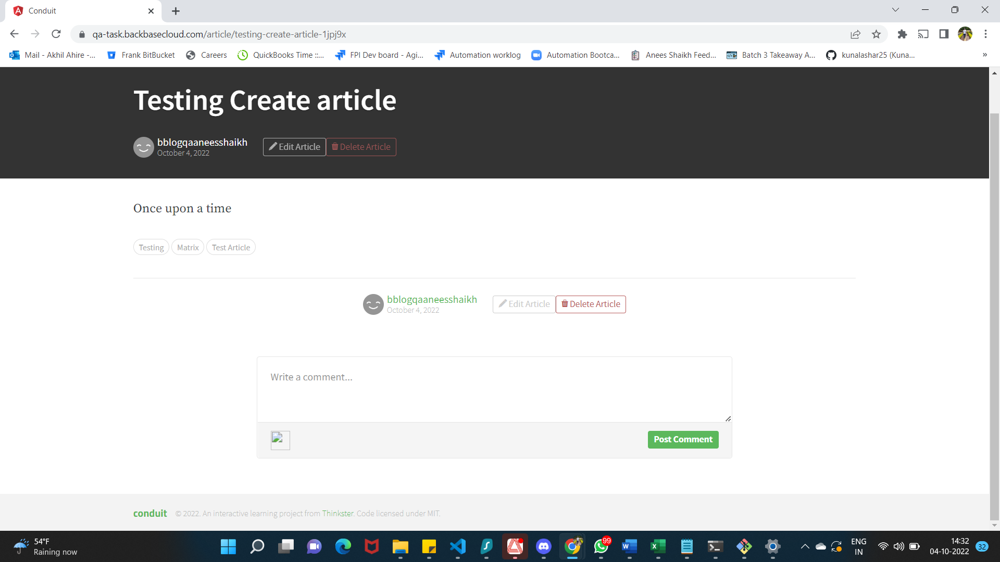 Conduit
qa-task.backbasecloud.com/article/testing-create-article-1jpj9x
Mail - Akhil Ahire -... Frank BitBucket Careers QuickBooks Time ::... FPI Dev board - Agi... Automation worklog Automation Bootca... Anees Shaikh Feed... Batch 3 Takeaway A... kunalashar25 (Kuna... »
Testing Create article
bblogqaaneesshaikh
October 4, 2022
Edit Article Delete Article
Once upon a time
Testing Matrix Test Article
bblogqaaneesshaikh
October 4, 2022
Edit Article Delete Article
Write a comment...
Post Comment
conduit © 2022. An interactive learning project from Thinkster. Code licensed under MIT.
54°F
Raining now
99
ENG
IN
14:32
04-10-2022
32